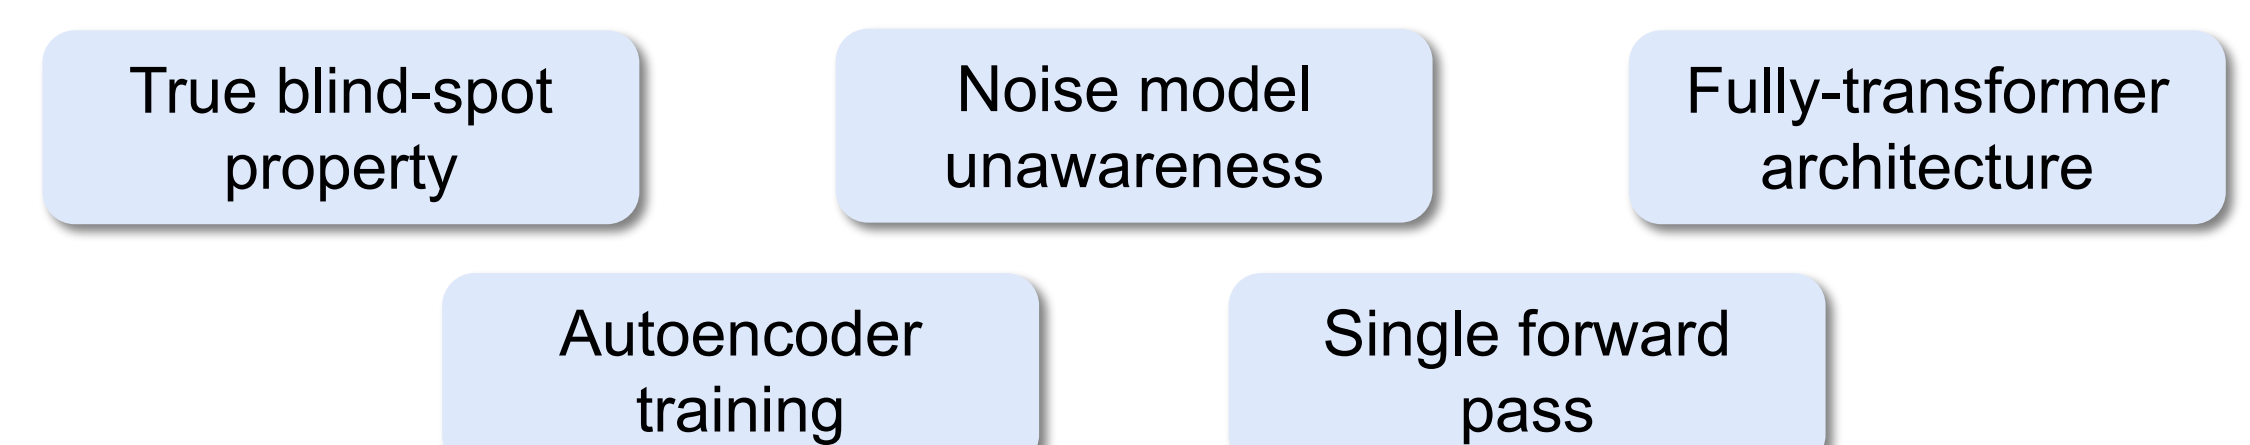 True blind-spot
property
Noise model
unawareness
Fully-transformer
architecture
Autoencoder
training
Single forward
pass